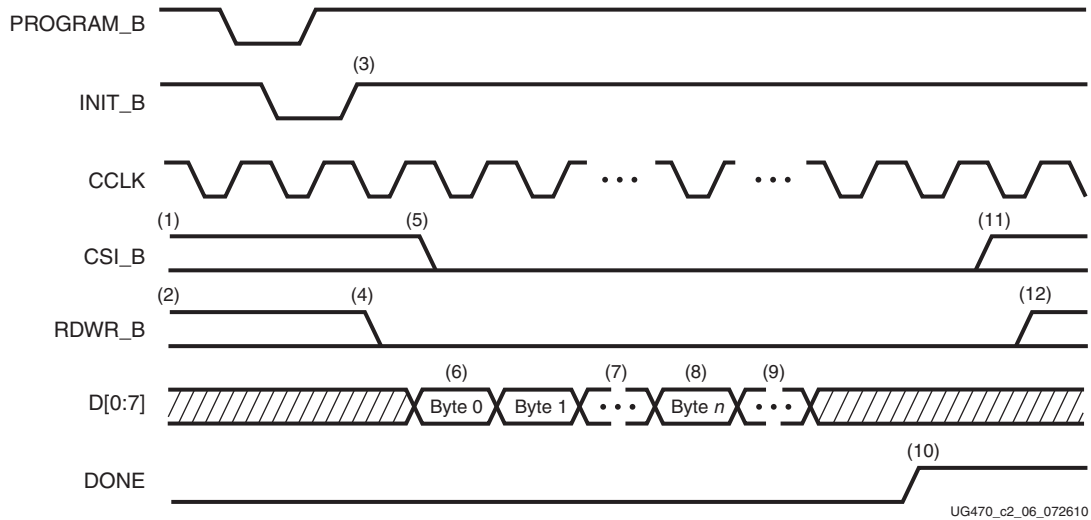 PROGRAM_B
(3)
INIT_B
CCLK
(1) (5) (11)
CSI_B
(2) (4) (12)
RDWR_B
(6) (7) (8) (9)
D[0:7] Byte 0 Byte 1 • • • Byte n • • •
(10)
DONE
UG470_c2_06_072610